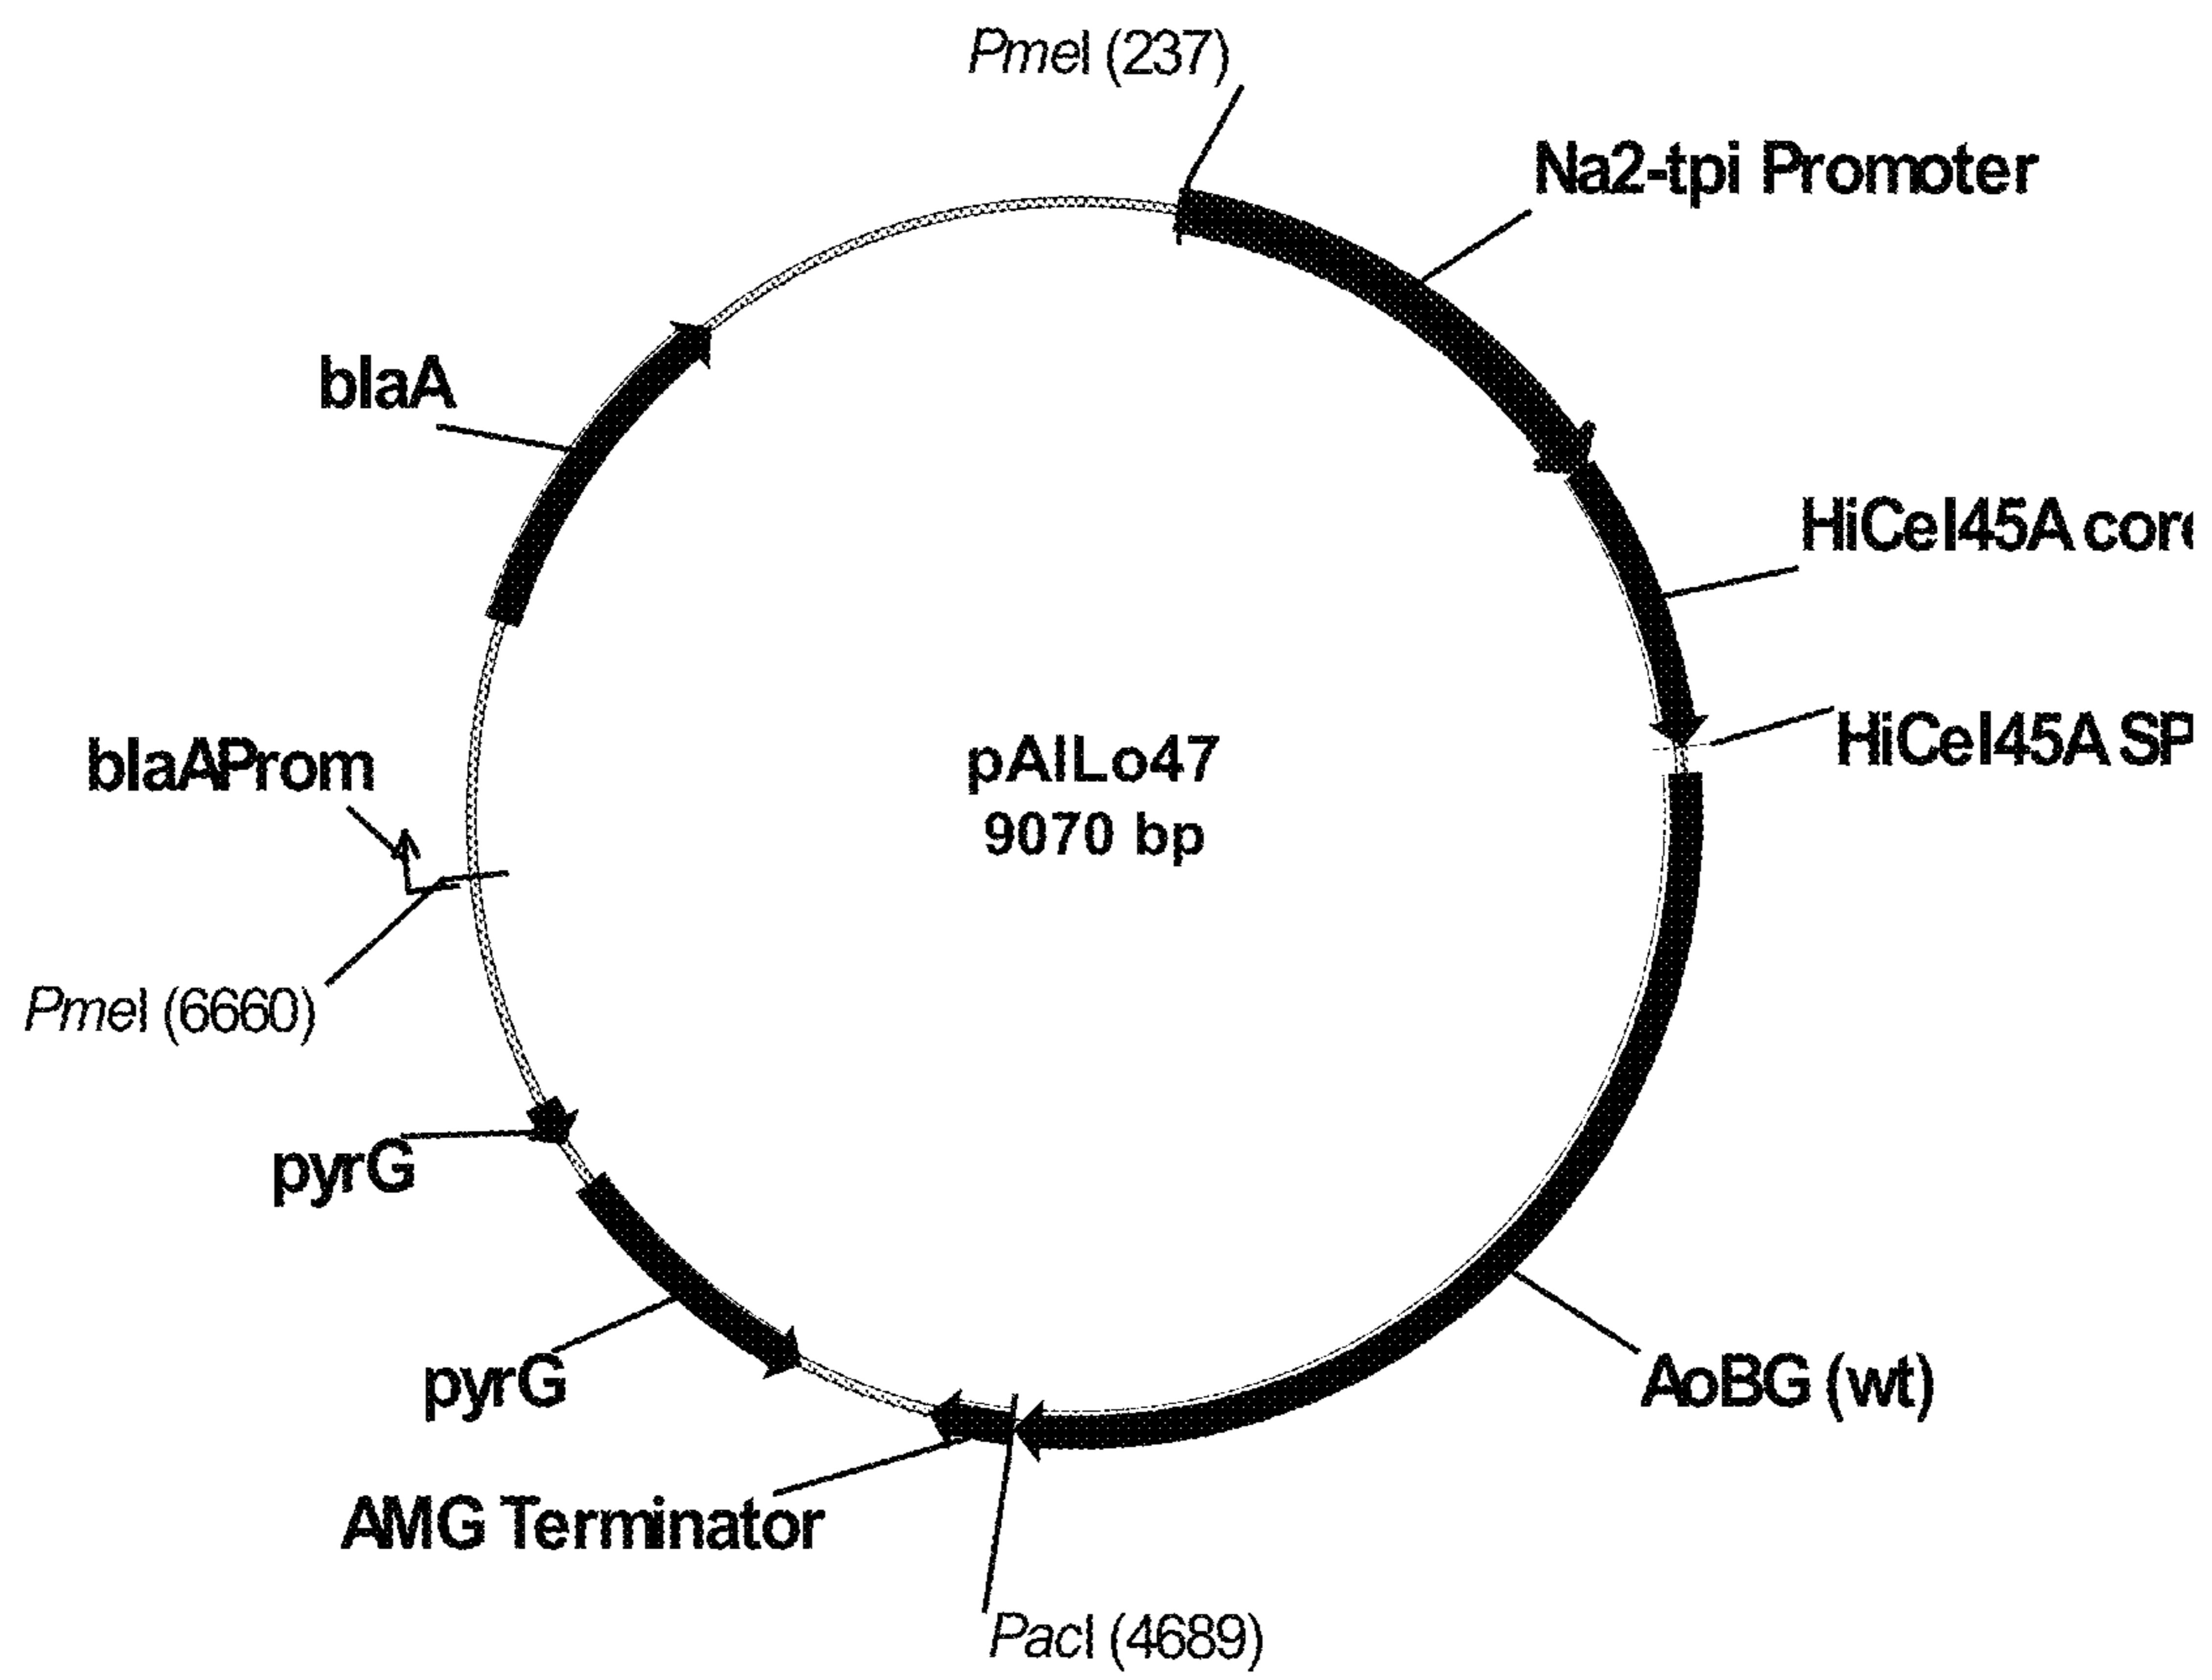 PmeI (237)
Na2-tpi Promoter
blaA
HiCel45A core
HiCel45A SP
pAlLo47
9070 bp
blaAProm
PmeI (6660)
pyrG
pyrG
AoBG (wt)
AMG Terminator
PacI (4689)